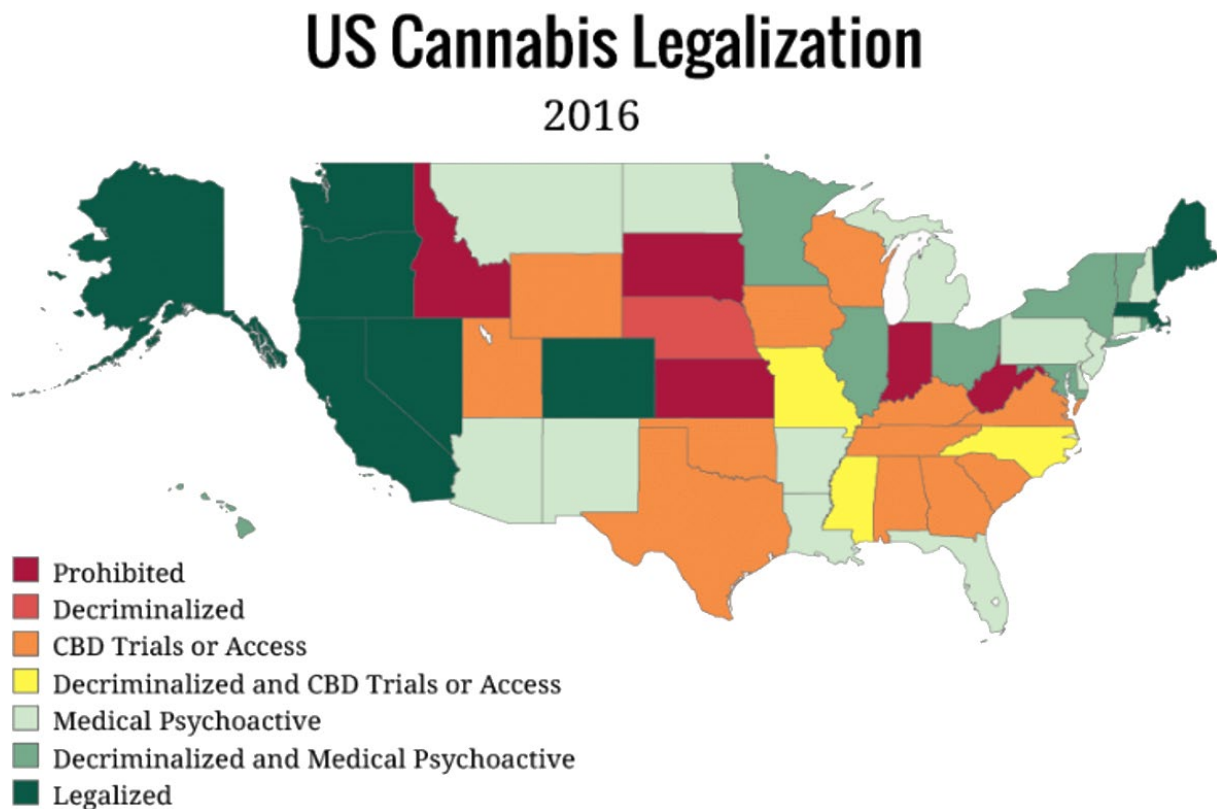 US Cannabis Legalization
2016
Prohibited
Decriminalized
CBD Trials or Access
Decriminalized and CBD Trials or Access
Medical Psychoactive
Decriminalized and Medical Psychoactive
Legalized